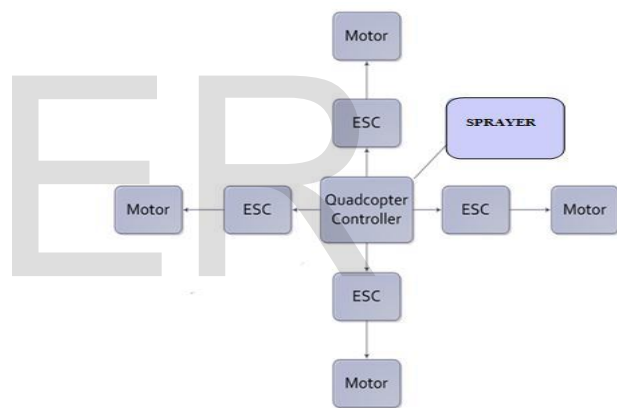 Motor
ESC
SPRAYER
Motor
ESC
Quadcopter
Controller
ESC
Motor
ESC
Motor
ER